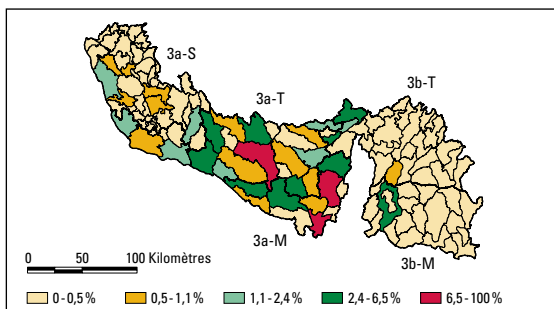 3a-S
3a-T
3b-T
3a-M
3b-M
0 50 100 Kilomètres
0-0,5 % 0,5-1,1 % 1,1-2,4 % 2,4-6,5 % 6,5-100 %